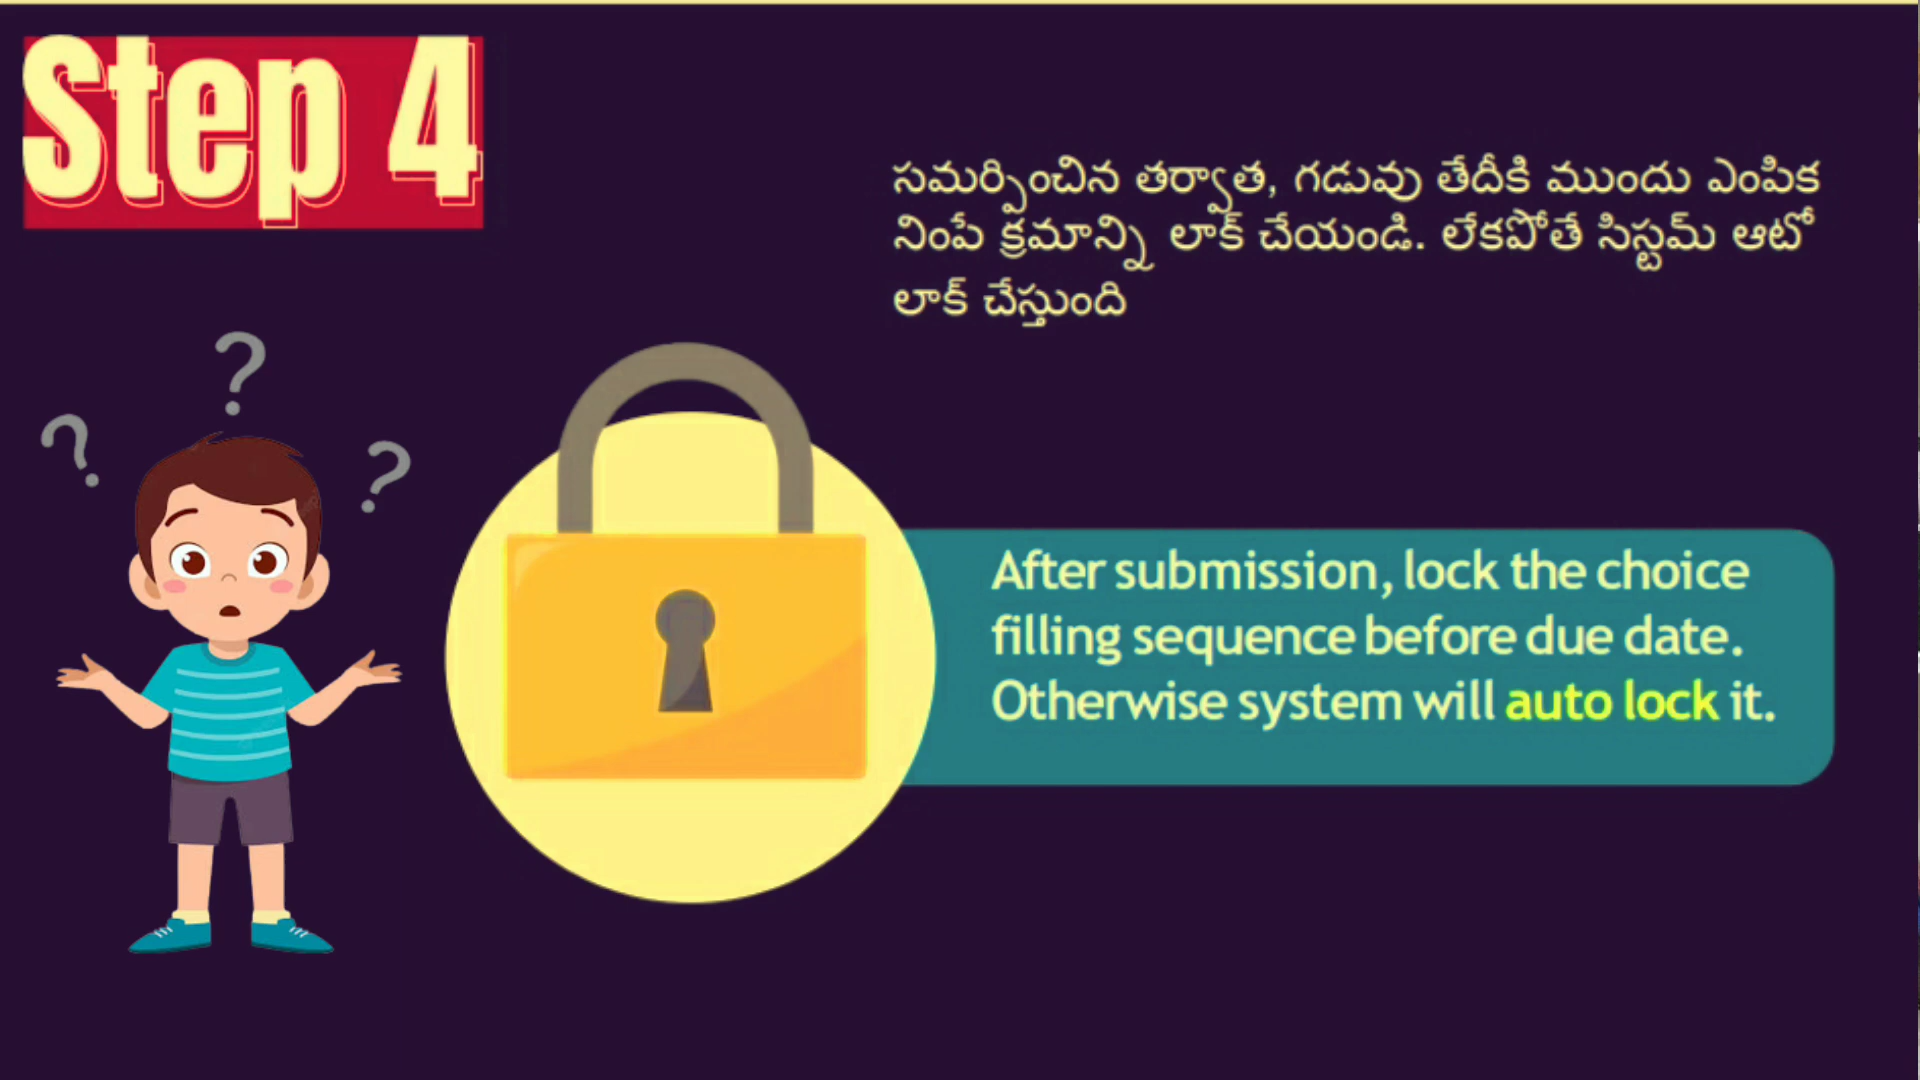 Step 4
సమర్పించిన తర్వాత, గడువు తేదీకి ముందు ఎంపిక
నింపే క్రమాన్ని లాక్ చేయండి. లేకపోతే సిస్టమ్ ఆటో
లాక్ చేస్తుంది
After submission, lock the choice
filling sequence before due date.
Otherwise system will auto lock it.